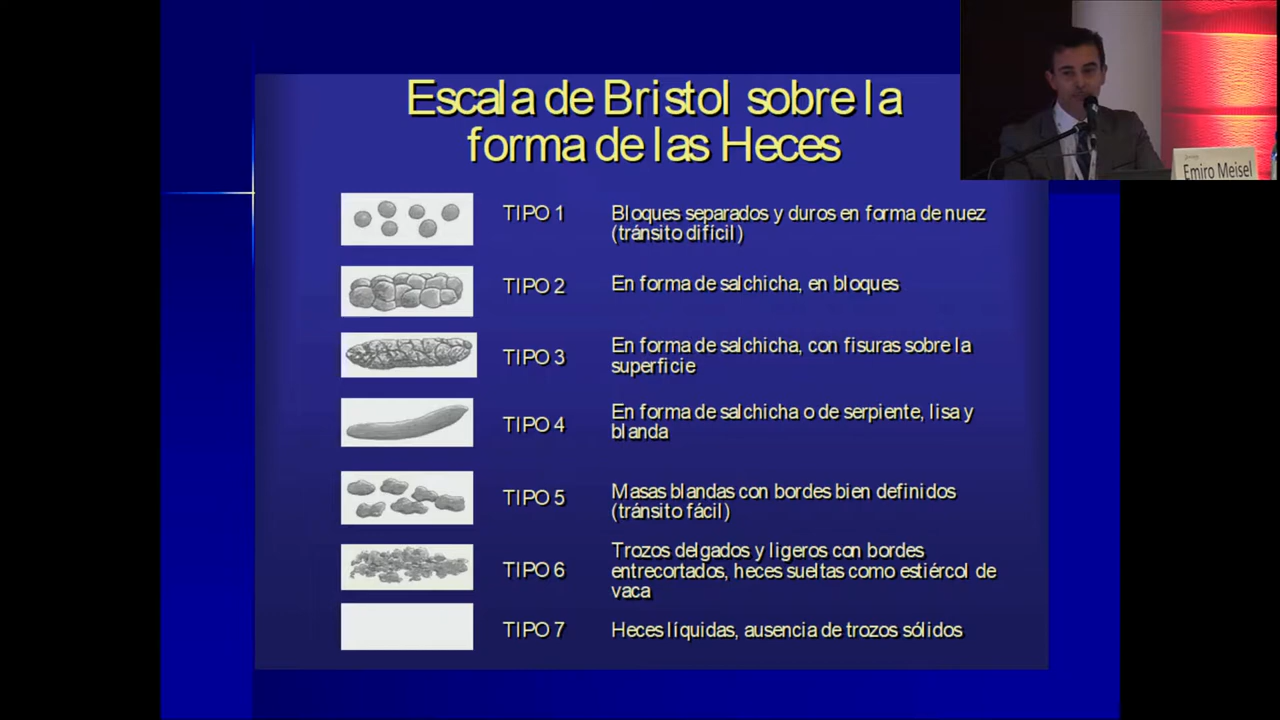 Escala de Bristol sobre la
forma de las Heces
TIPO 1
Bloques separados y duros en forma de nuez
(tránsito difícil)
TIPO 2
En forma de salchicha, en bloques
TIPO 3
En forma de salchicha, con fisuras sobre la
superficie
TIPO 4
En forma de salchicha o de serpiente, lisa y
blanda
TIPO 5
Masas blandas con bordes bien definidos
(tránsito fácil)
TIPO 6
Trozos delgados y ligeros con bordes
entrecortados, heces sueltas como estiércol de
vaca
TIPO 7
Heces líquidas, ausencia de trozos sólidos
Emiro Meisel